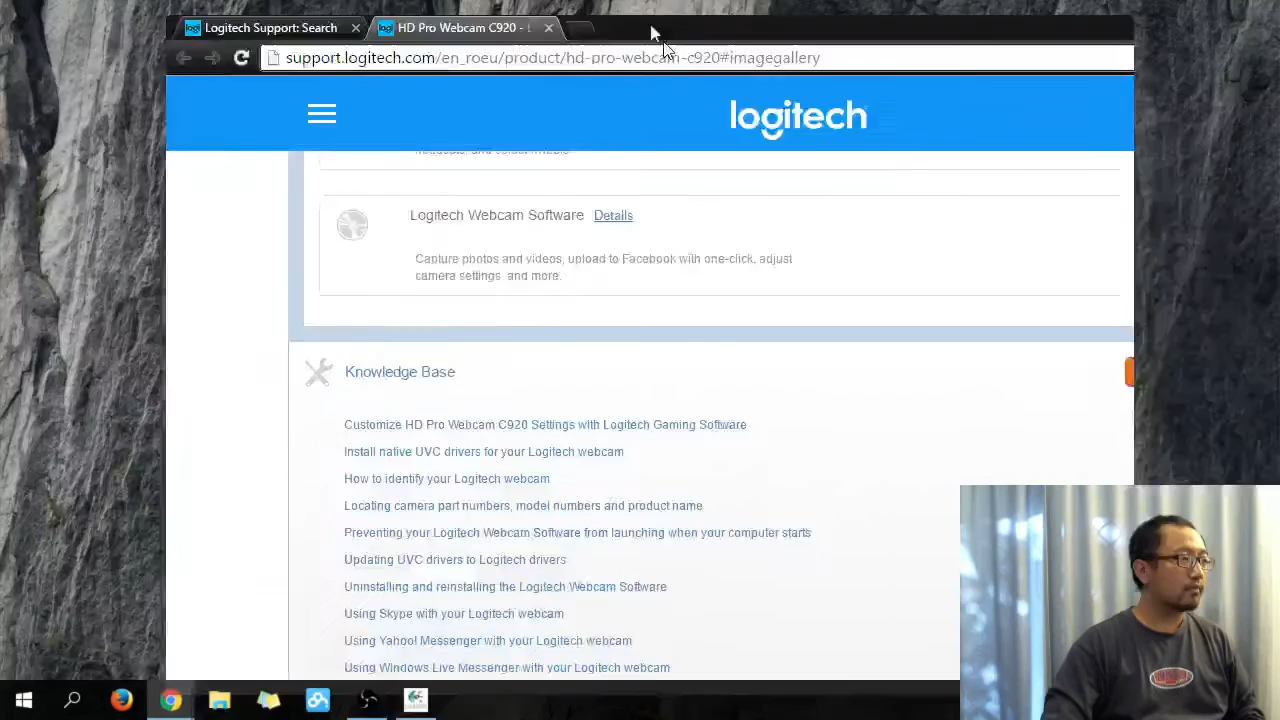 Logitech Support: Search
HD Pro Webcam C920 -
support.logitech.com/en_roeu/product/hd-pro-webcam-c920#imagegallery
logitech
Logitech Webcam Software Details
Capture photos and videos, upload to Facebook with one-click, adjust
camera settings, and more.
Knowledge Base
Customize HD Pro Webcam C920 Settings with Logitech Gaming Software
Install native UVC drivers for your Logitech webcam
How to identify your Logitech webcam
Locating camera part numbers, model numbers and product name
Preventing your Logitech Webcam Software from launching when your computer starts
Updating UVC drivers to Logitech drivers
Uninstalling and reinstalling the Logitech Webcam Software
Using Skype with your Logitech webcam
Using Yahoo! Messenger with your Logitech webcam
Using Windows Live Messenger with your Logitech webcam